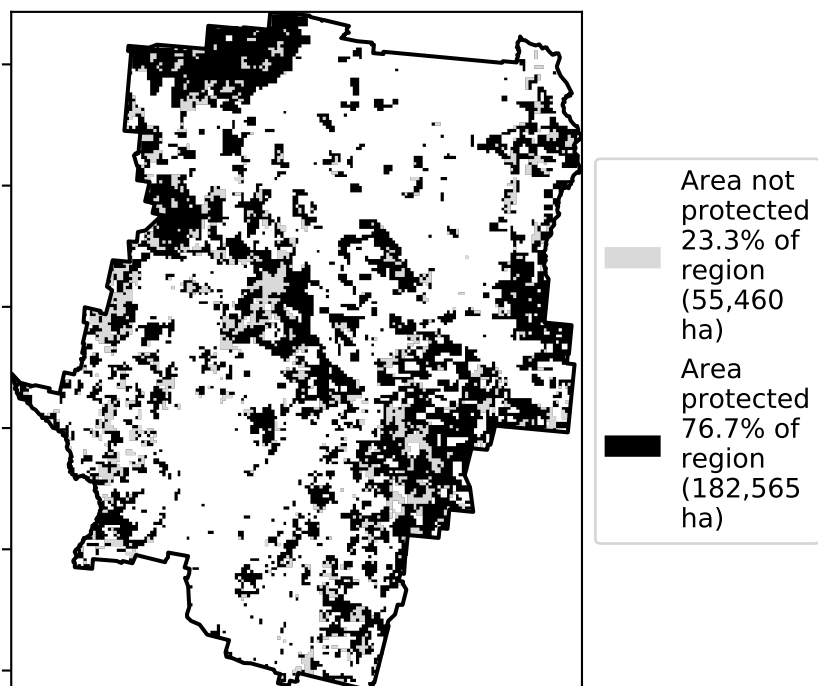 Area not
protected
23.3% of
region
(55,460
ha)
Area
protected
76.7% of
region
(182,565
ha)